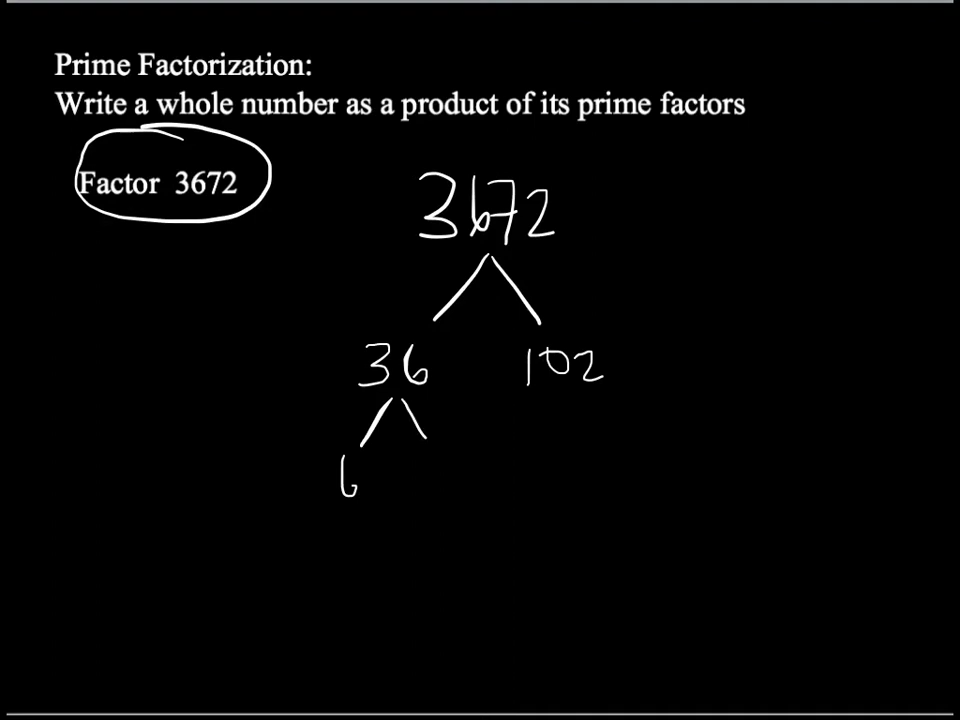 Prime Factorization:
Write a whole number as a product of its prime factors
Factor 3672
3672
36 102
6